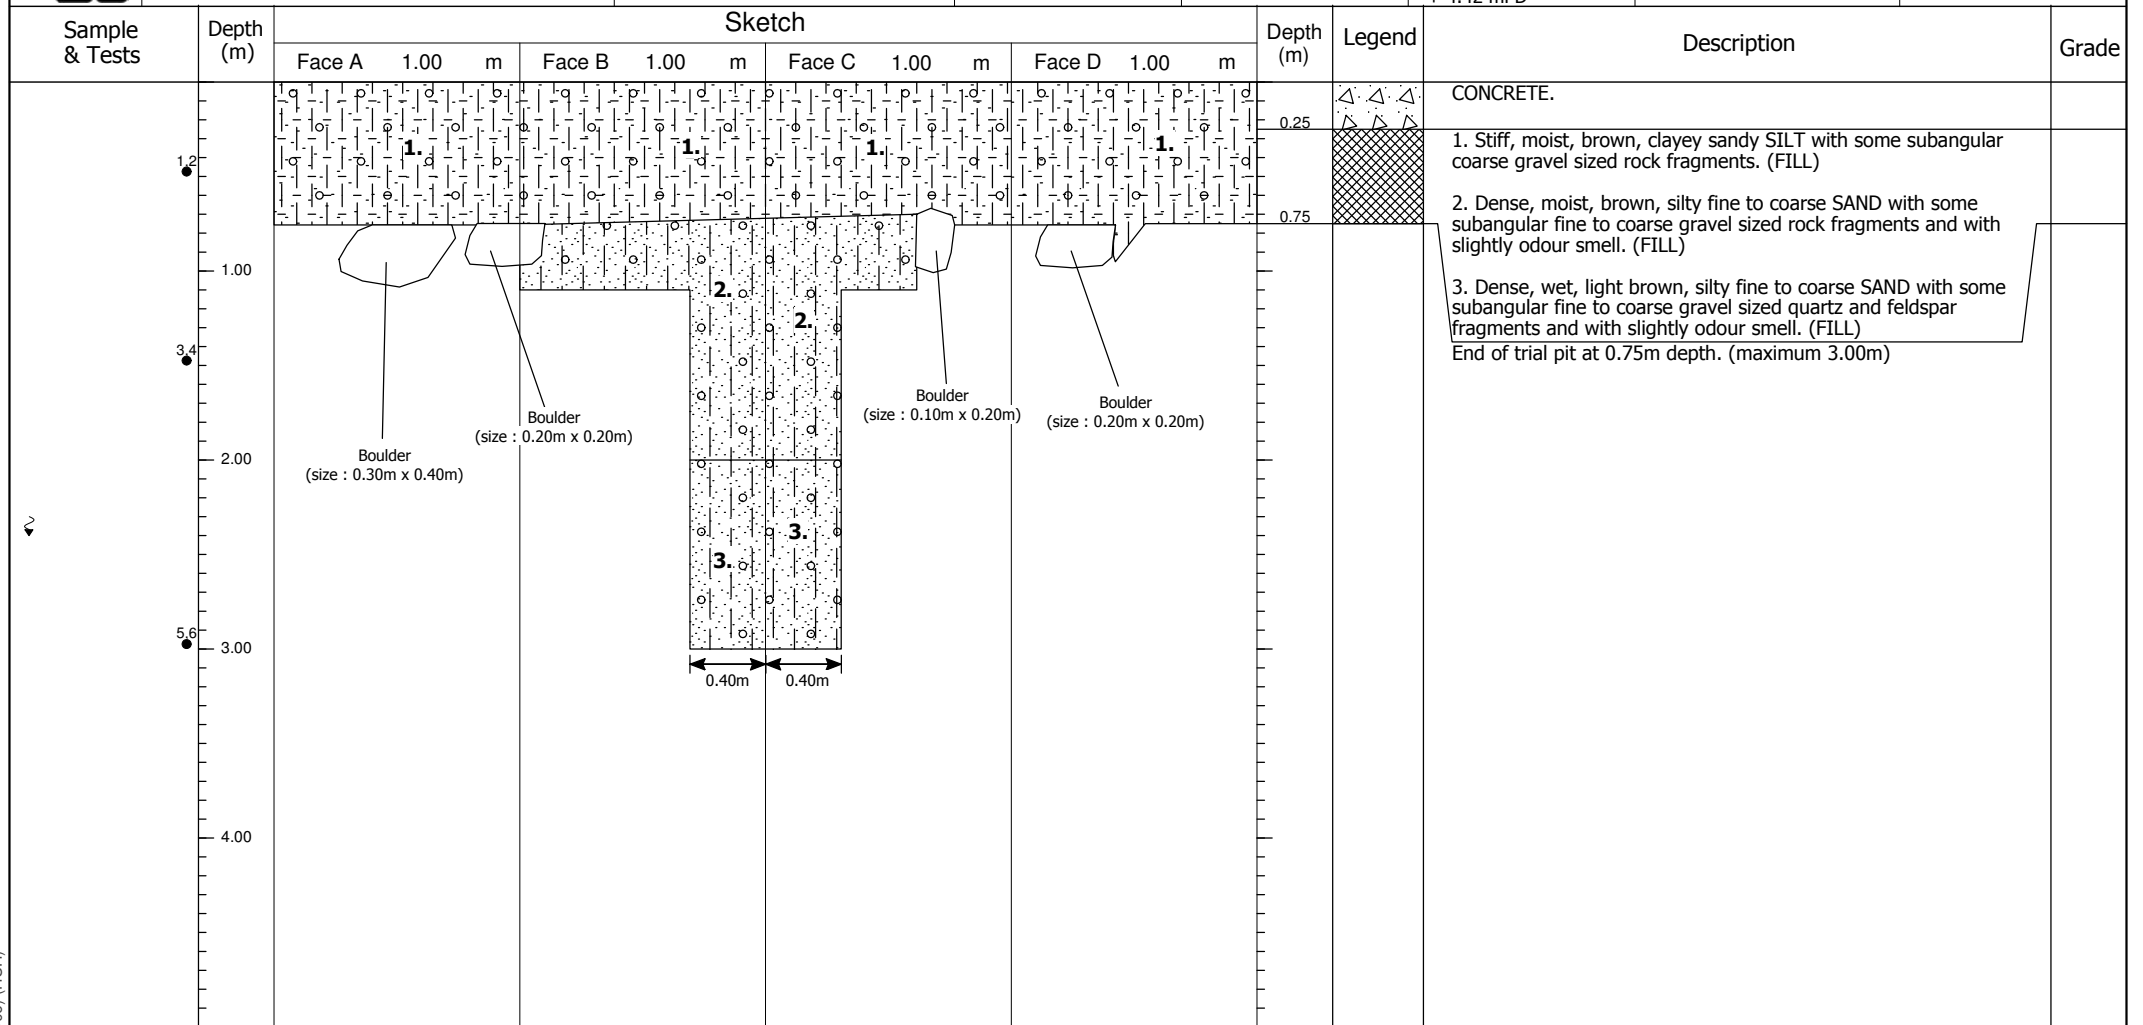 Sample
& Tests
Depth
(m)
Sketch
Face A 1.00 m
Face B 1.00 m
Face C 1.00 m
Face D 1.00 m
Depth
(m)
Legend
Description
Grade
CONCRETE.
0.25
1. Stiff, moist, brown, clayey sandy SILT with some subangular
coarse gravel sized rock fragments. (FILL)
0.75
2. Dense, moist, brown, silty fine to coarse SAND with some
subangular fine to coarse gravel sized rock fragments and with
slightly odour smell. (FILL)
3. Dense, wet, light brown, silty fine to coarse SAND with some
subangular fine to coarse gravel sized quartz and feldspar
fragments and with slightly odour smell. (FILL)
End of trial pit at 0.75m depth. (maximum 3.00m)
1,2
3,4
5,6
1.00
2.00
3.00
4.00
1.
1.
1.
1.
2.
2.
3.
3.
Boulder
(size : 0.30m x 0.40m)
Boulder
(size : 0.20m x 0.20m)
Boulder
(size : 0.10m x 0.20m)
Boulder
(size : 0.20m x 0.20m)
0.40m
0.40m